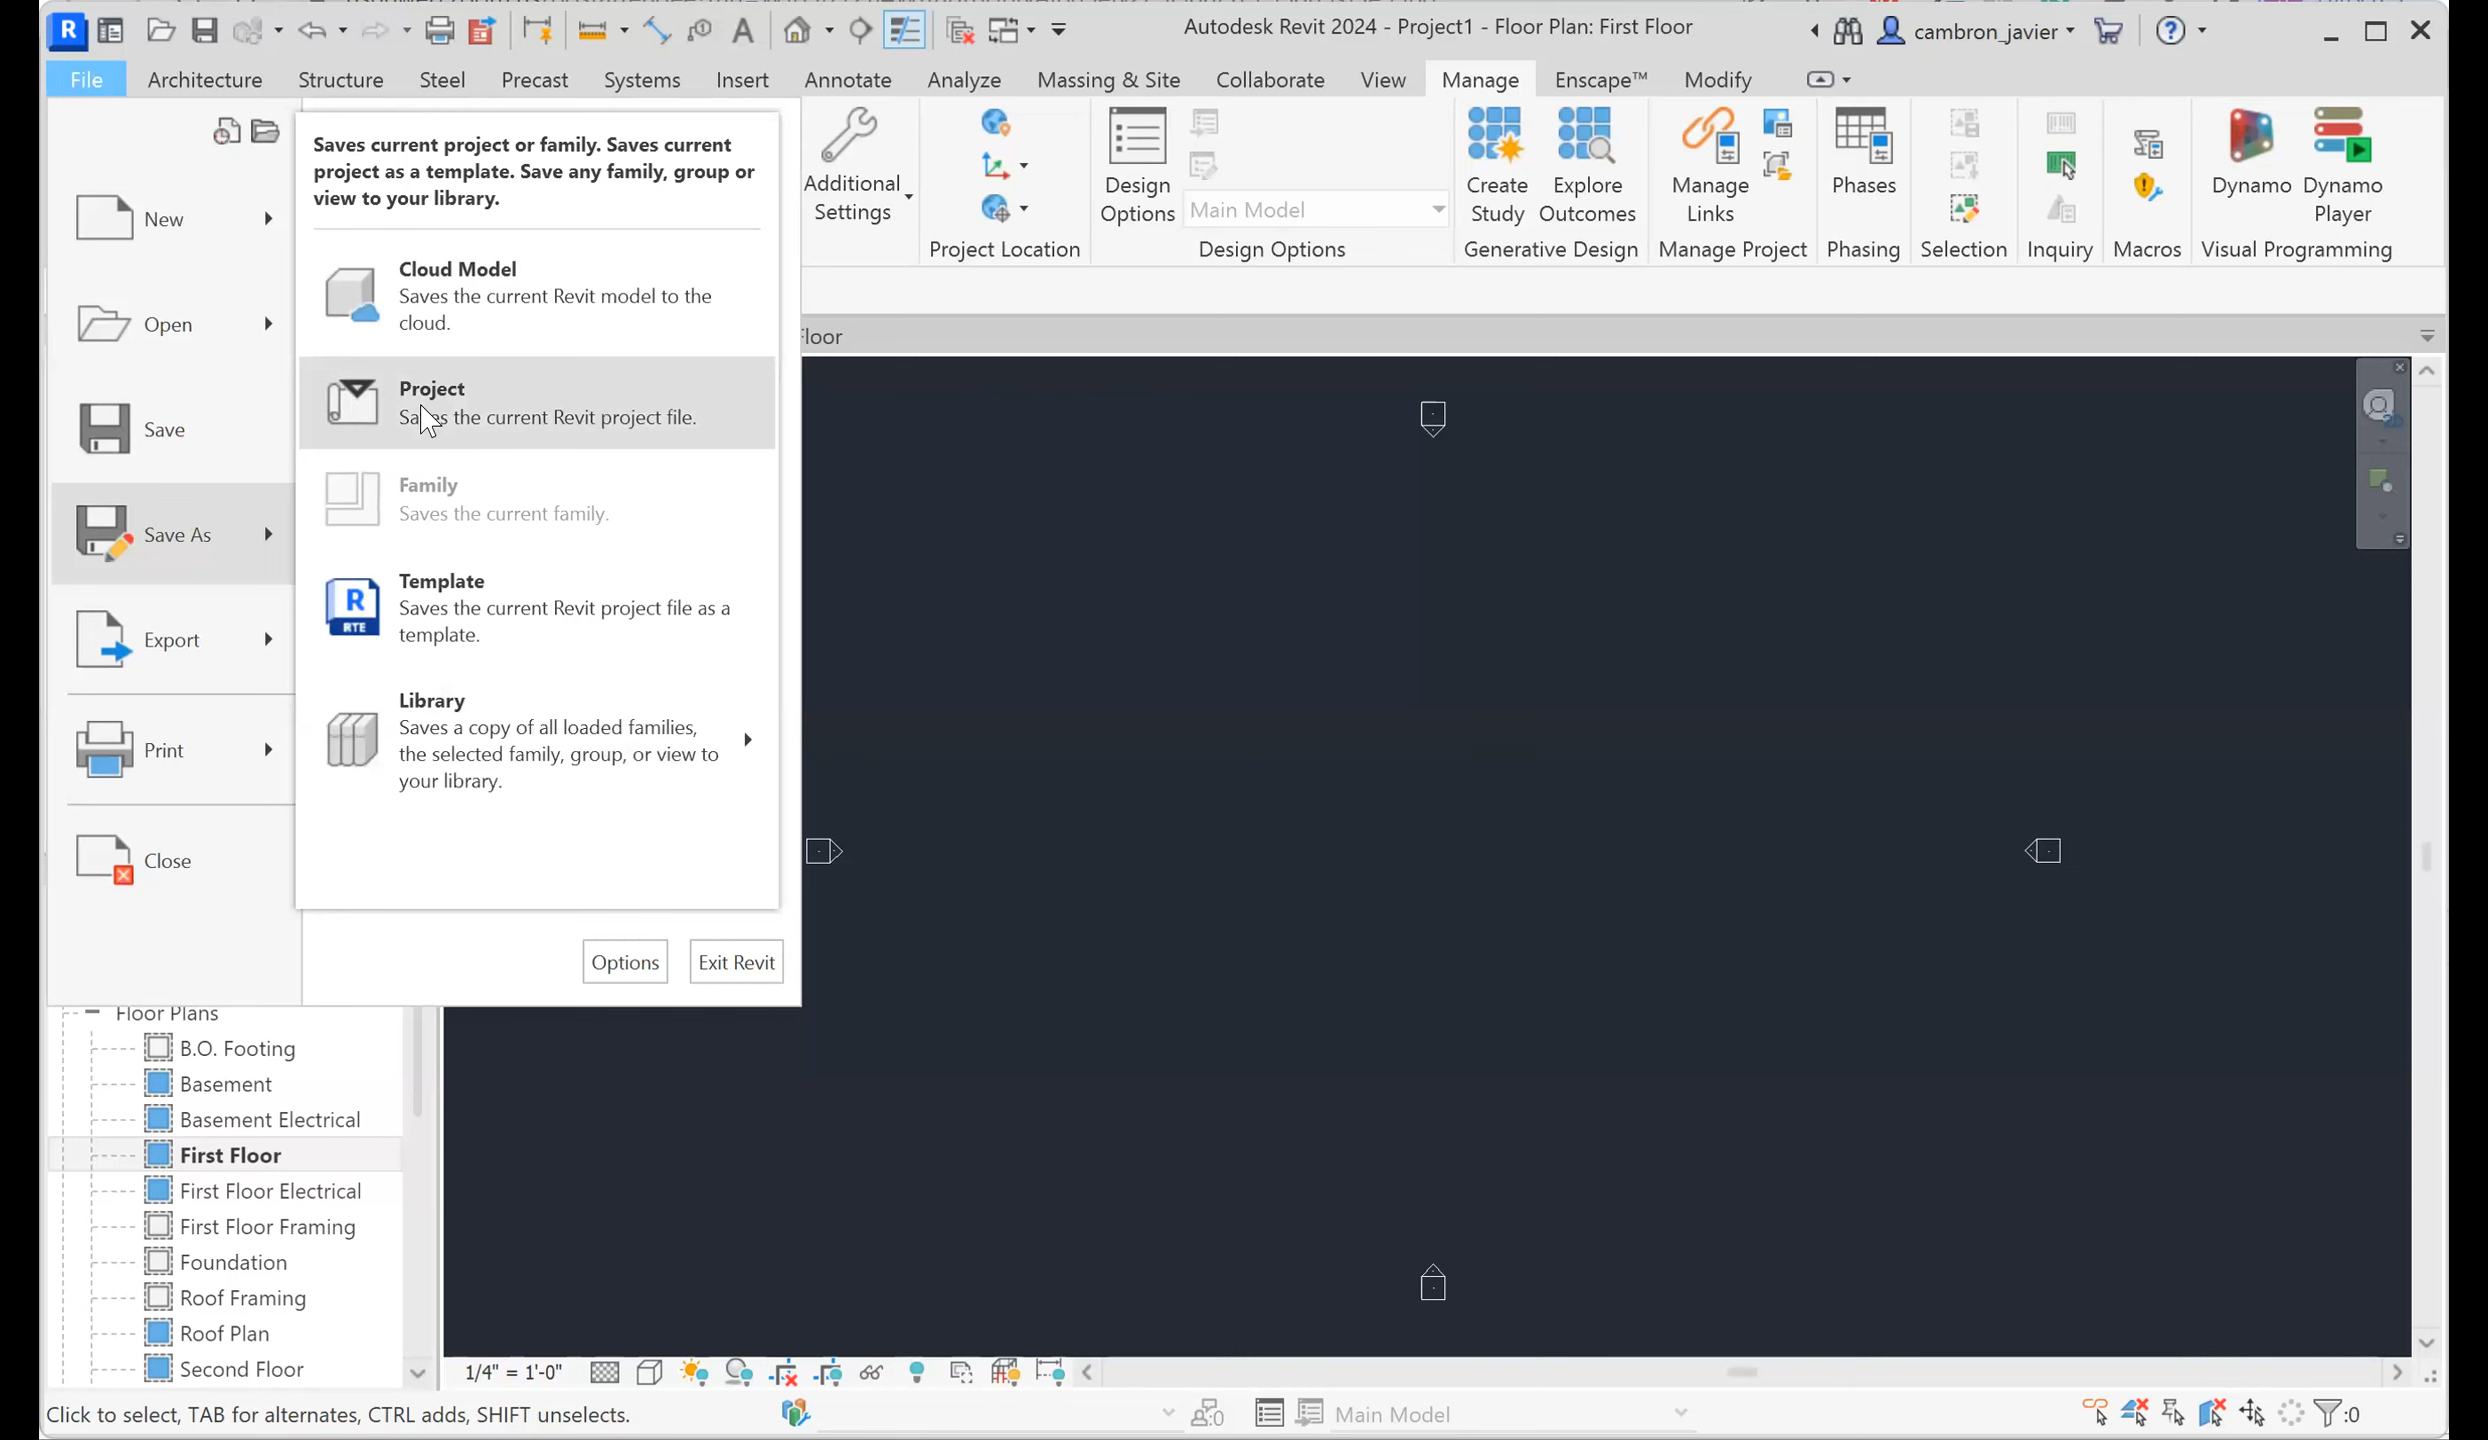 R
Autodesk Revit 2024 - Project1 - Floor Plan: First Floor
cambron_javier
File
Architecture
Structure
Steel
Precast
Systems
Insert
Annotate
Analyze
Massing & Site
Collaborate
View
Manage
Enscape™
Modify
Saves current project or family. Saves current
project as a template. Save any family, group or
view to your library.
New
Open
Save
Save As
Export
Print
Close
Cloud Model
Saves the current Revit model to the
cloud.
Project
Saves the current Revit project file.
Family
Saves the current family.
R
RTE
Template
Saves the current Revit project file as a
template.
Library
Saves a copy of all loaded families,
the selected family, group, or view to
your library.
Options
Exit Revit
Additional
Settings
Project Location
Design
Options
Main Model
Design Options
Create
Study
Explore
Outcomes
Generative Design
Manage
Links
Manage Project
Phases
Phasing
Selection
Inquiry
Macros
Dynamo
Dynamo
Player
Visual Programming
Floor
2D
Floor Plans
B.O. Footing
Basement
Basement Electrical
First Floor
First Floor Electrical
First Floor Framing
Foundation
Roof Framing
Roof Plan
Second Floor
1/4" = 1'-0"
Click to select, TAB for alternates, CTRL adds, SHIFT unselects.
:0
Main Model
:0